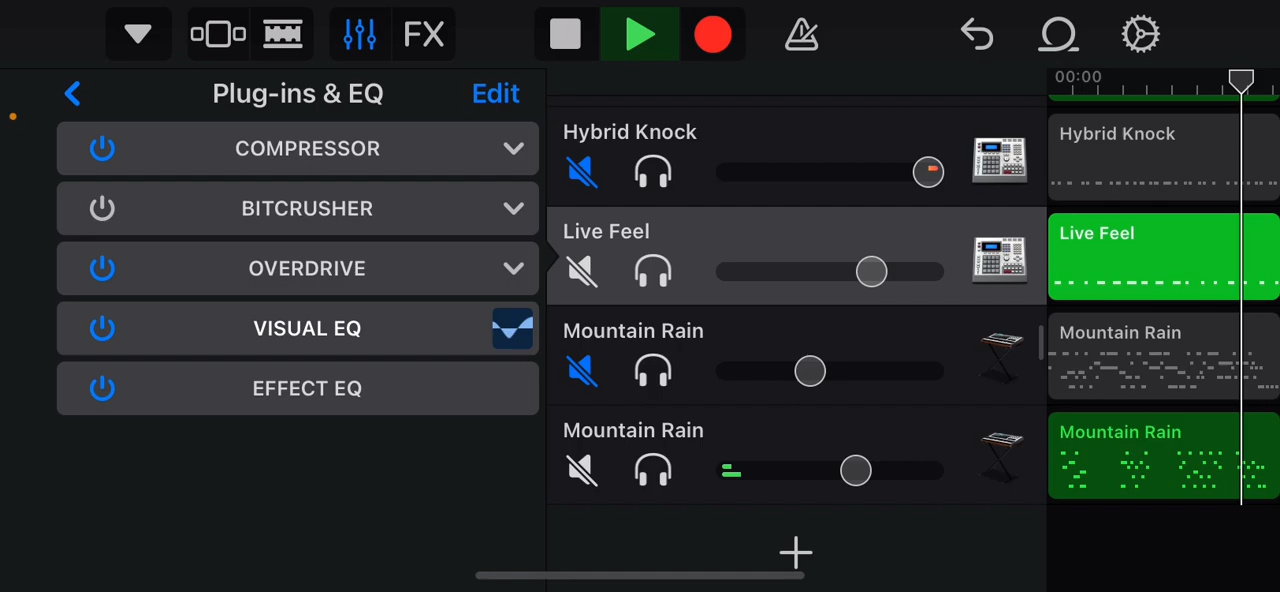 FX
Plug-ins & EQ
Edit
COMPRESSOR
BITCRUSHER
OVERDRIVE
VISUAL EQ
EFFECT EQ
Hybrid Knock
Live Feel
Mountain Rain
Mountain Rain
00:00
Hybrid Knock
Live Feel
Mountain Rain
Mountain Rain